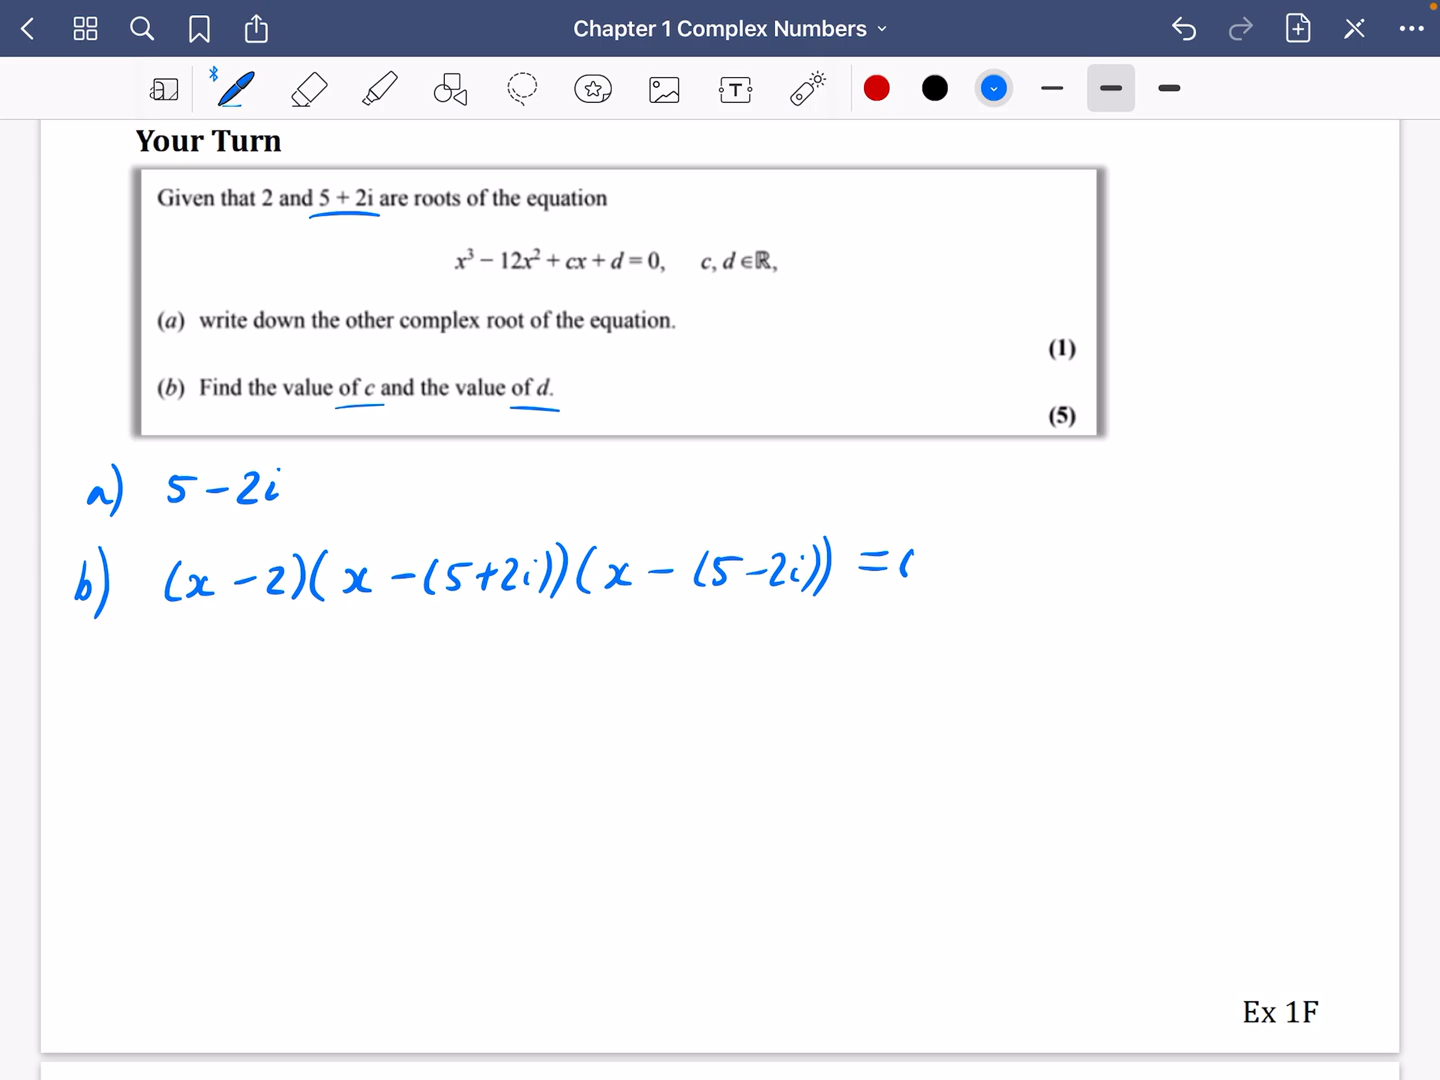 Chapter 1 Complex Numbers
Your Turn
Given that 2 and 5 + 2i are roots of the equation
x³ − 12x² + cx + d = 0, c, d ∈ℝ,
(a) write down the other complex root of the equation.
(1)
(b) Find the value of c and the value of d.
(5)
a) 5 − 2i
b) (x − 2)(x − (5+2i))(x − (5−2i)) =
Ex 1F